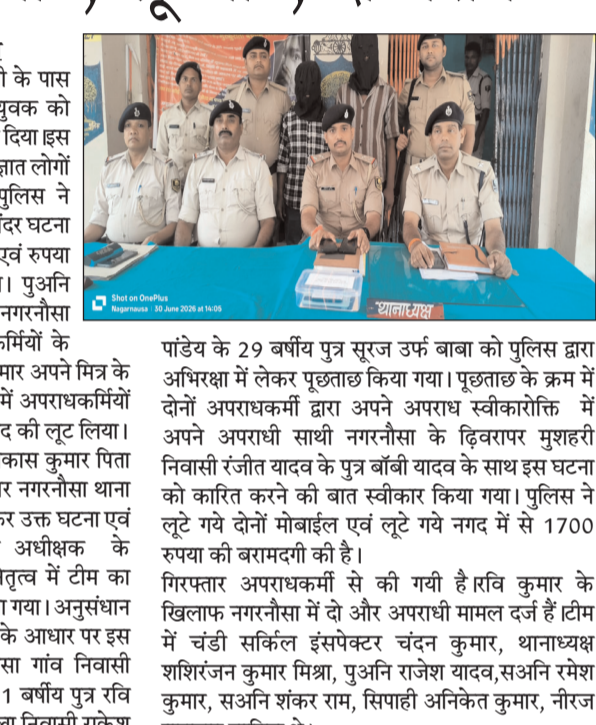 के पास
युवक को
दिया।इस
ज्ञात लोगों
पुलिस ने
घटना
एवं रुपया
पुअनि
नगरनौसा
के
अपने मित्र के
में अपराधकर्मियों
की लूट लिया।
कुमार पिता
नगरनौसा थाना
उक्त घटना एवं
अधीक्षक के
में टीम का
गया। अनुसंधान
के आधार पर इस
गांव निवासी
1 बर्षीय पुत्र रवि
निवासी राकेश
Shot on OnePlus
Nagarnausa | 30 June 2026 at 14:05
थानाध्यक्ष
पांडेय के 29 बर्षीय पुत्र सूरज उर्फ बाबा को पुलिस द्वारा
अभिरक्षा में लेकर पूछताछ किया गया। पूछताछ के क्रम में
दोनों अपराधकर्मी द्वारा अपने अपराध स्वीकारोक्ति में
अपने अपराधी साथी नगरनौसा के ढ़िवरापर मुशहरी
निवासी रंजीत यादव के पुत्र बॉबी यादव के साथ इस घटना
को कारित करने की बात स्वीकार किया गया। पुलिस ने
लूटे गये दोनों मोबाईल एवं लूटे गये नगद में से 1700
रुपया की बरामदगी की है।
गिरफ्तार अपराधकर्मी से की गयी है।रवि कुमार के
खिलाफ नगरनौसा में दो और अपराधी मामल दर्ज हैं।टीम
में चंडी सर्किल इंसपेक्टर चंदन कुमार, थानाध्यक्ष
शशिरंजन कुमार मिश्रा, पुअनि राजेश यादव,सअनि रमेश
कुमार, सअनि शंकर राम, सिपाही अनिकेत कुमार, नीरज